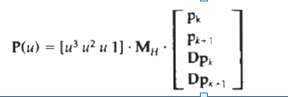 P(u) = [u³ u² u 1] · M_H · [ p_k
p_{k+1}
Dp_k
Dp_{k+1} ]